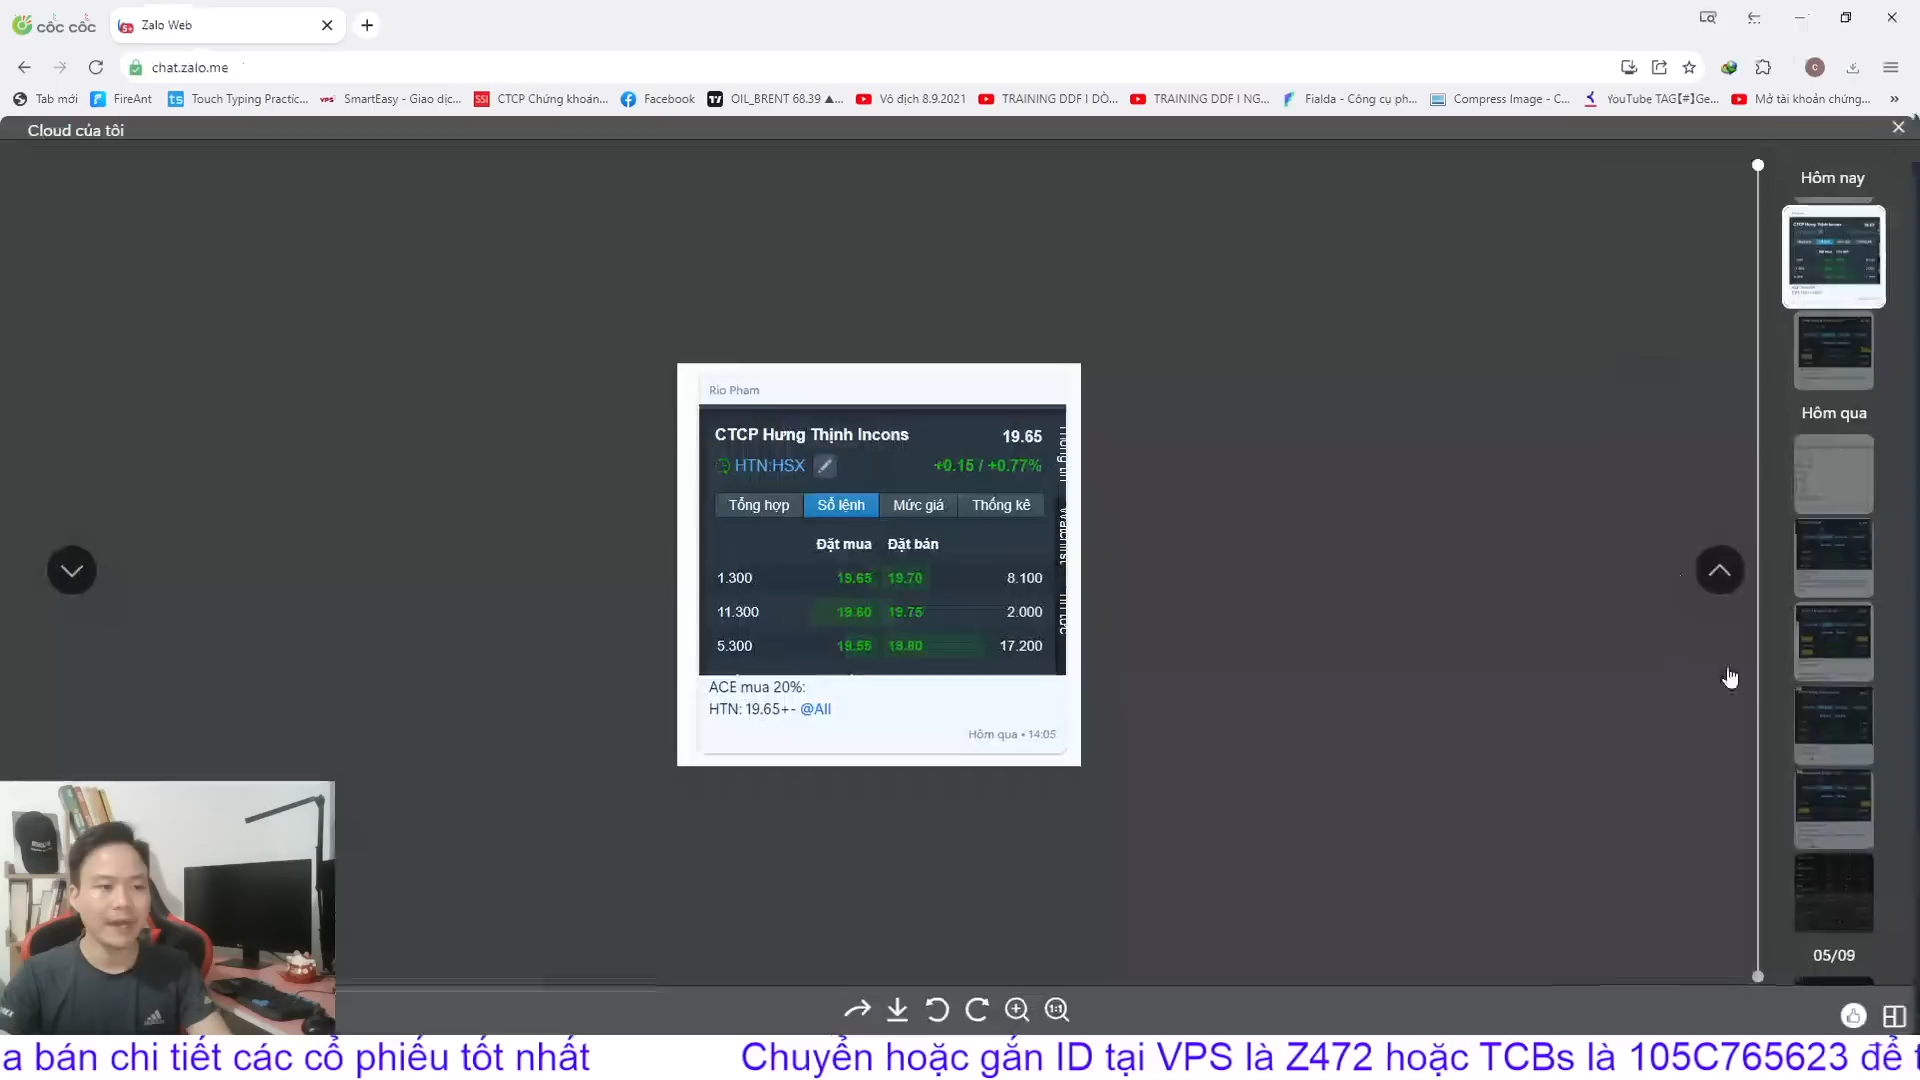 cốc cốc
Zalo Web
chat.zalo.me
Tab mới
FireAnt
Touch Typing Practic...
SmartEasy - Giao dịc...
CTCP Chứng khoán...
Facebook
OIL_BRENT 68.39 ▲...
Vô địch 8.9.2021
TRAINING DDF I DÒ...
TRAINING DDF I NG...
Fialda - Công cụ ph...
Compress Image - C...
YouTube TAG【#】Ge...
Mở tài khoản chứng...
»
Cloud của tôi
Hôm nay
Hôm qua
05/09
Rio Pham
CTCP Hưng Thịnh Incons 19.65
HTN:HSX +0.15 / +0.77%
Tổng hợp Sổ lệnh Mức giá Thống kê
Đặt mua Đặt bán
1.300 19.65 19.70 8.100
11.300 19.60 19.75 2.000
5.300 19.55 19.80 17.200
Watchlist
Tin tức
ACE mua 20%:
HTN: 19.65+- @All
Hôm qua • 14:05
a bán chi tiết các cổ phiếu tốt nhất Chuyển hoặc gắn ID tại VPS là Z472 hoặc TCBs là 105C765623 để